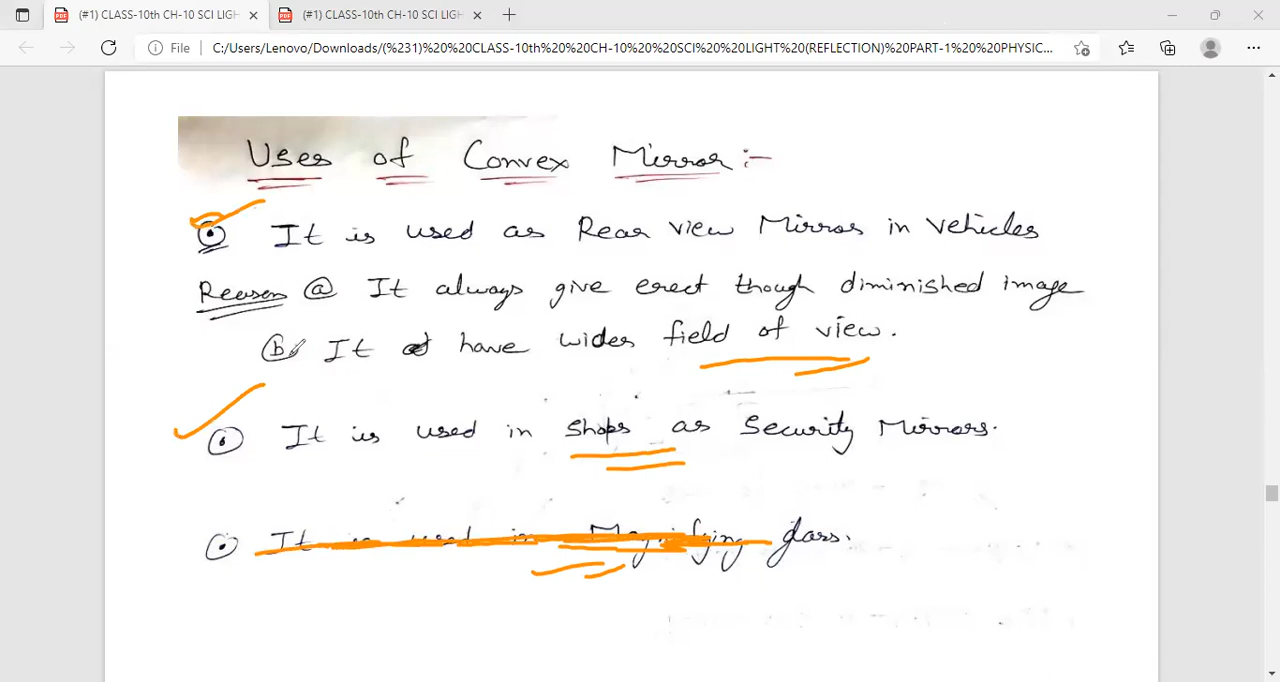 (#1) CLASS-10th CH-10 SCI LIGH
(#1) CLASS-10th CH-10 SCI LIGH
File
C:/Users/Lenovo/Downloads/(%231)%20%20CLASS-10th%20%20CH-10%20%20SCI%20%20LIGHT%20(REFLECTION)%20PART-1%20%20PHYSIC...
Uses of Convex Mirror :-
It is used as Rear view Mirror in Vehicles
Reason (a) It always give erect though diminished image
(b) It have wider field of view.
It is used in Shops as Security Mirrors.
It is used in Magnifying glass.